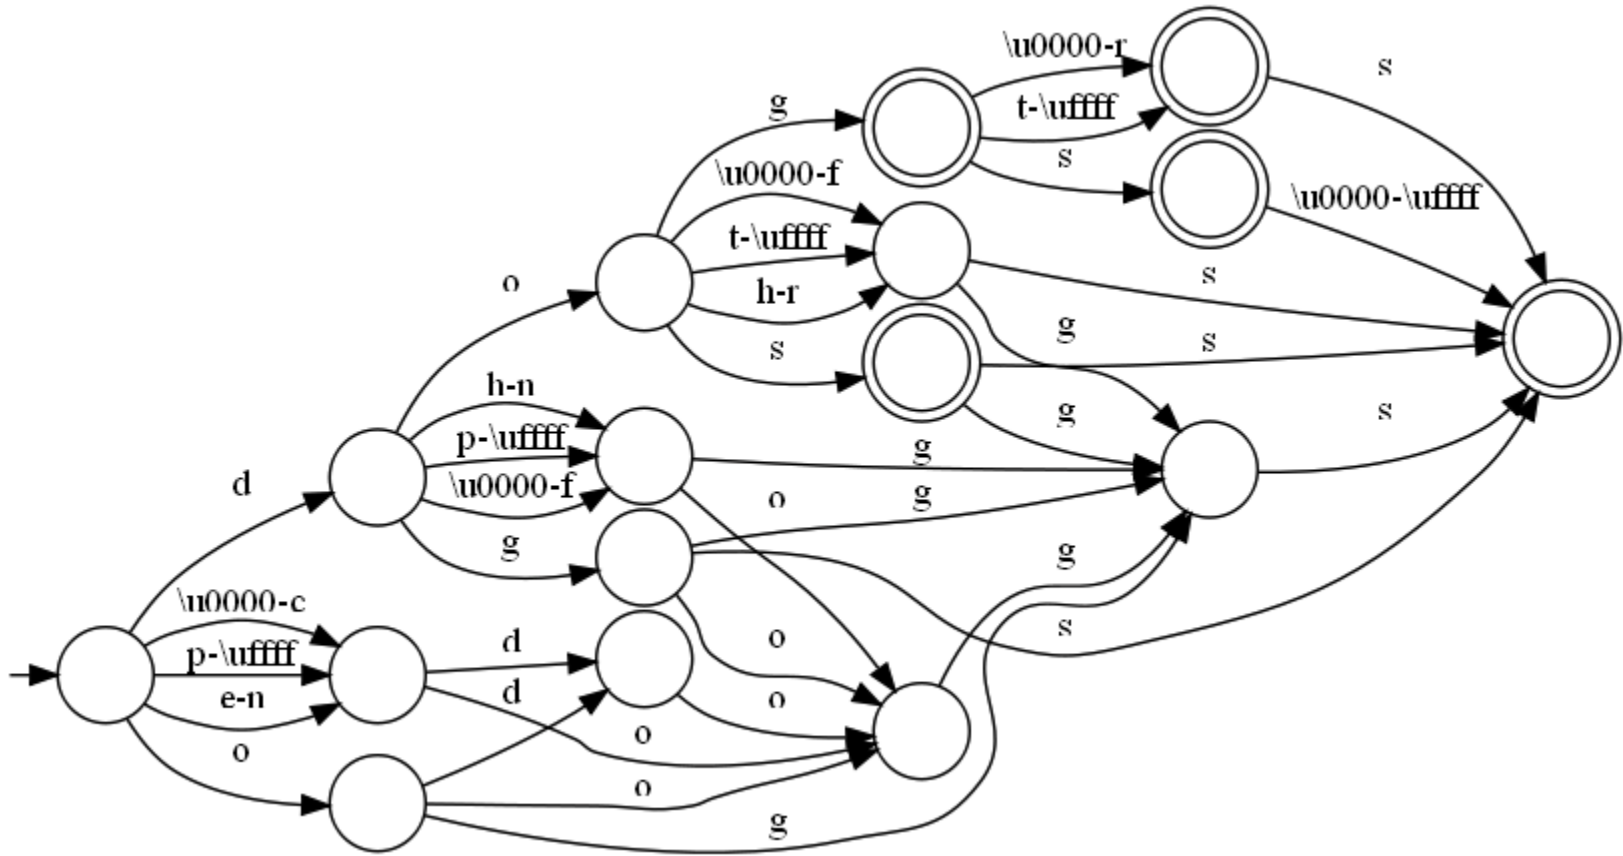 \u0000-r
s
g
t-\uffff
s
\u0000-f
\u0000-\uffff
t-\uffff
s
o
h-r
g
s
s
h-n
g
s
p-\uffff
g
d
\u0000-f
o
g
g
g
\u0000-c
d
o
s
p-\uffff
e-n
d
o
o
o
o
g